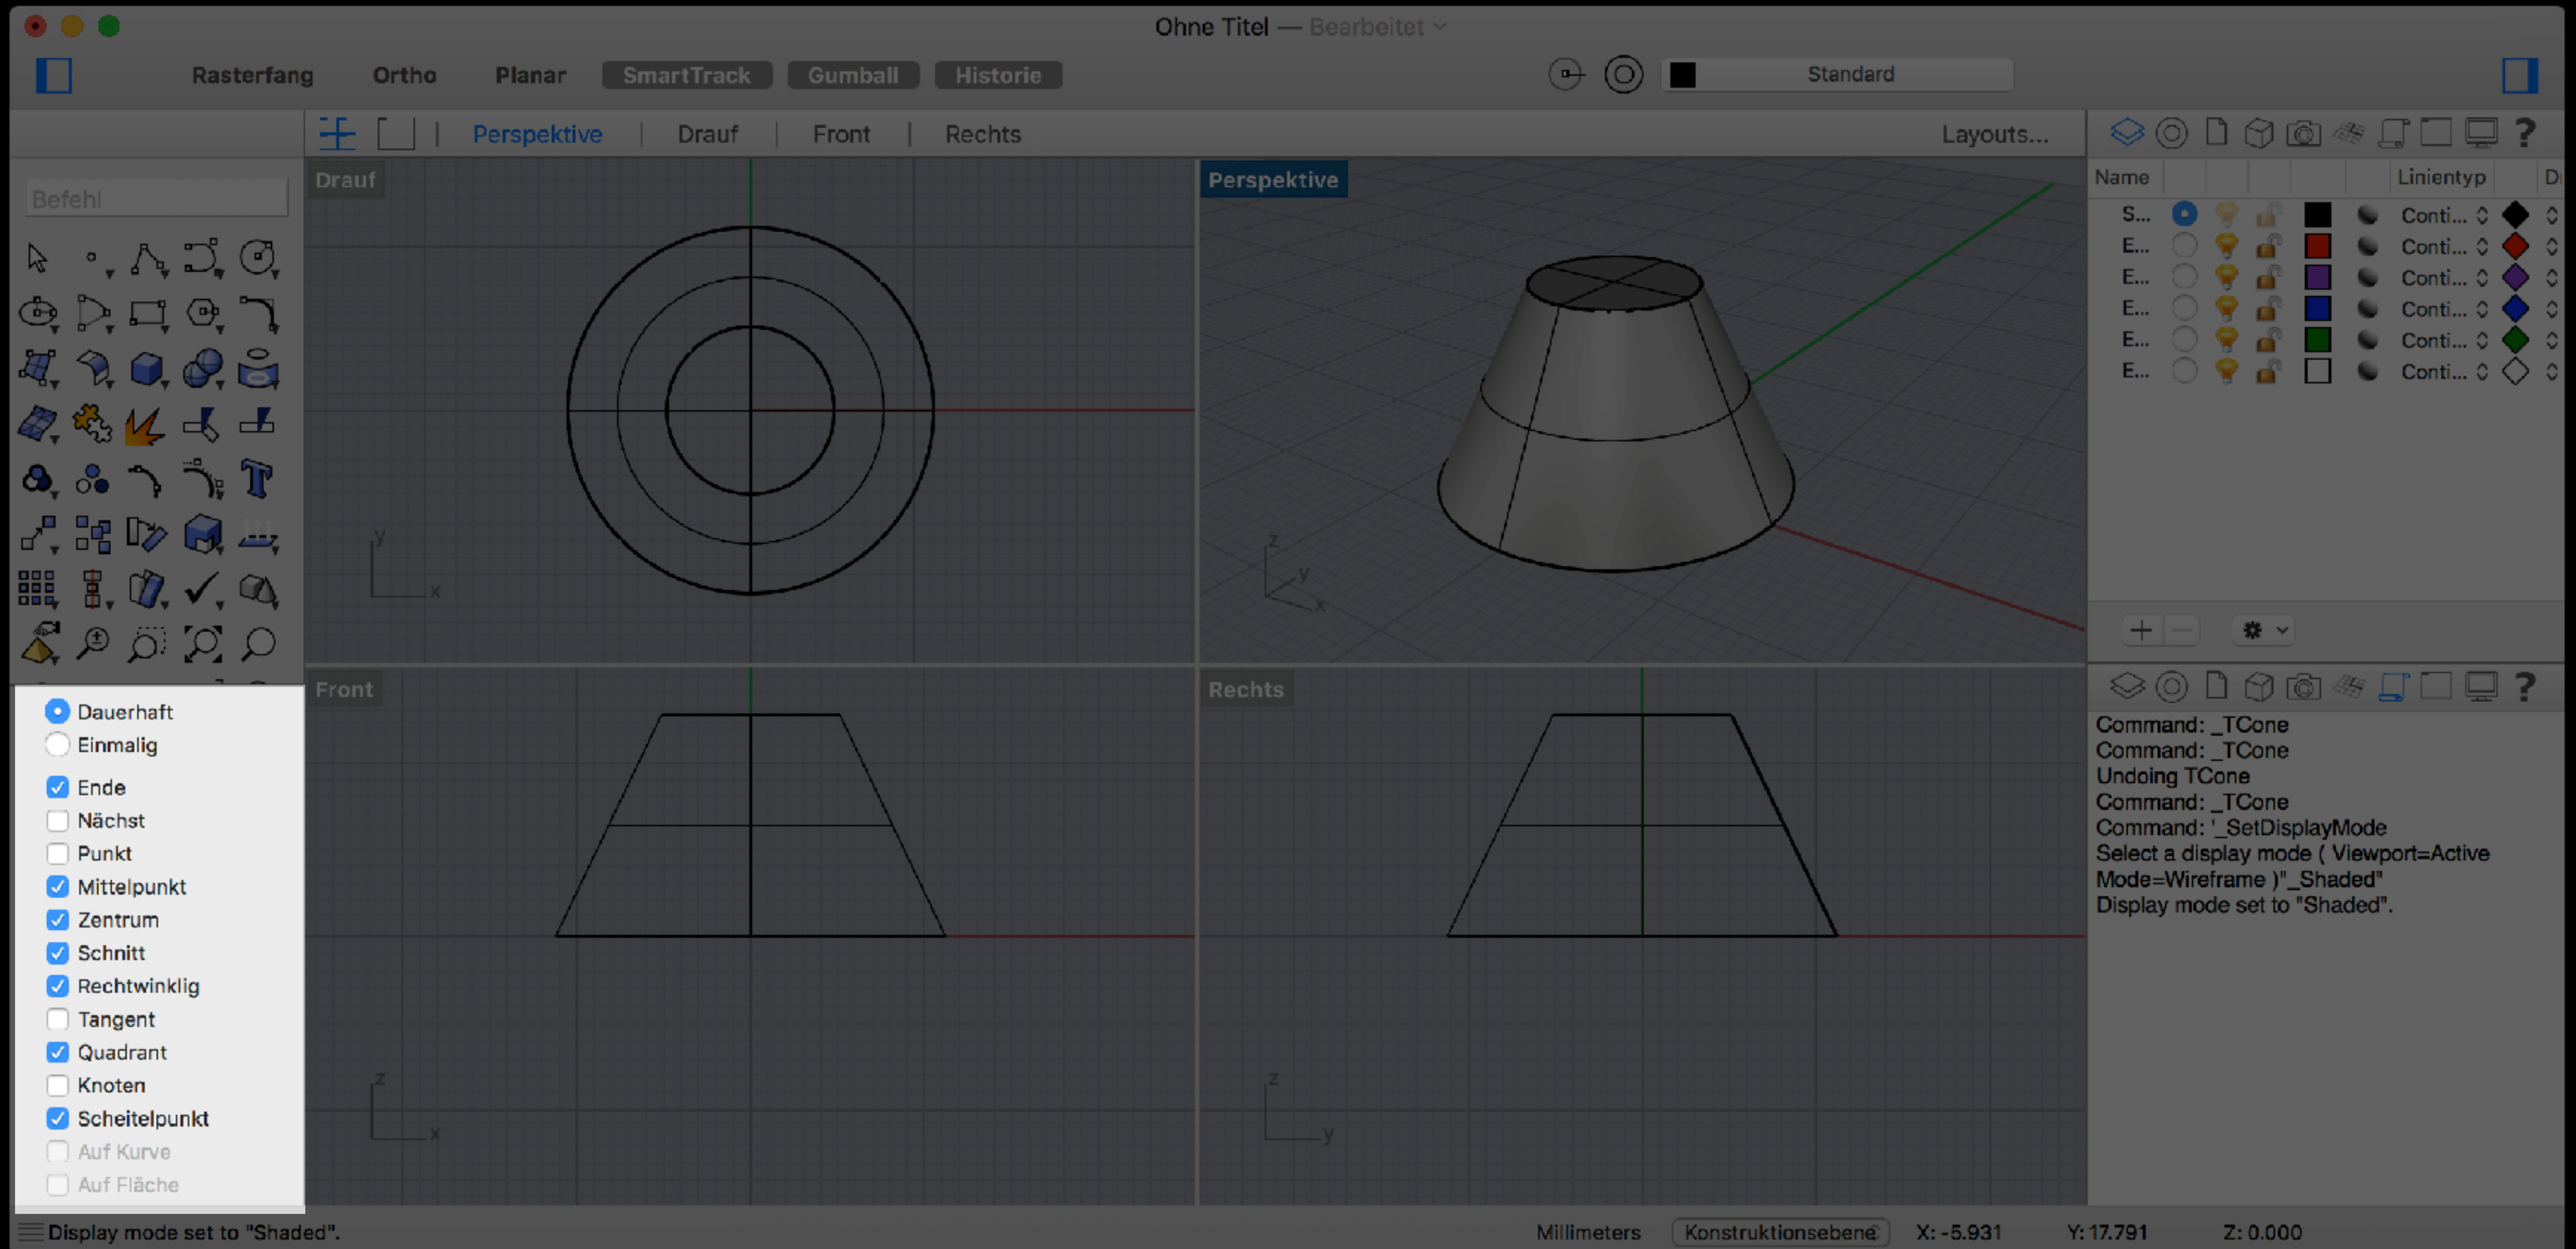 Ohne Titel — Bearbeitet
Rasterfang Ortho Planar SmartTrack Gumball Historie Standard
Perspektive Drauf Front Rechts Layouts...
Befehl
Drauf
y
x
Perspektive
z
y
x
Name Linientyp D
S... Conti...
E... Conti...
E... Conti...
E... Conti...
E... Conti...
E... Conti...
Dauerhaft
Einmalig
Ende
Nächst
Punkt
Mittelpunkt
Zentrum
Schnitt
Rechtwinklig
Tangent
Quadrant
Knoten
Scheitelpunkt
Auf Kurve
Auf Fläche
Front
z
x
Rechts
z
y
Command: _TCone
Command: _TCone
Undoing TCone
Command: _TCone
Command: '_SetDisplayMode
Select a display mode ( Viewport=Active
Mode=Wireframe )"_Shaded"
Display mode set to "Shaded".
Display mode set to "Shaded". Millimeters Konstruktionsebene X: -5.931 Y: 17.791 Z: 0.000